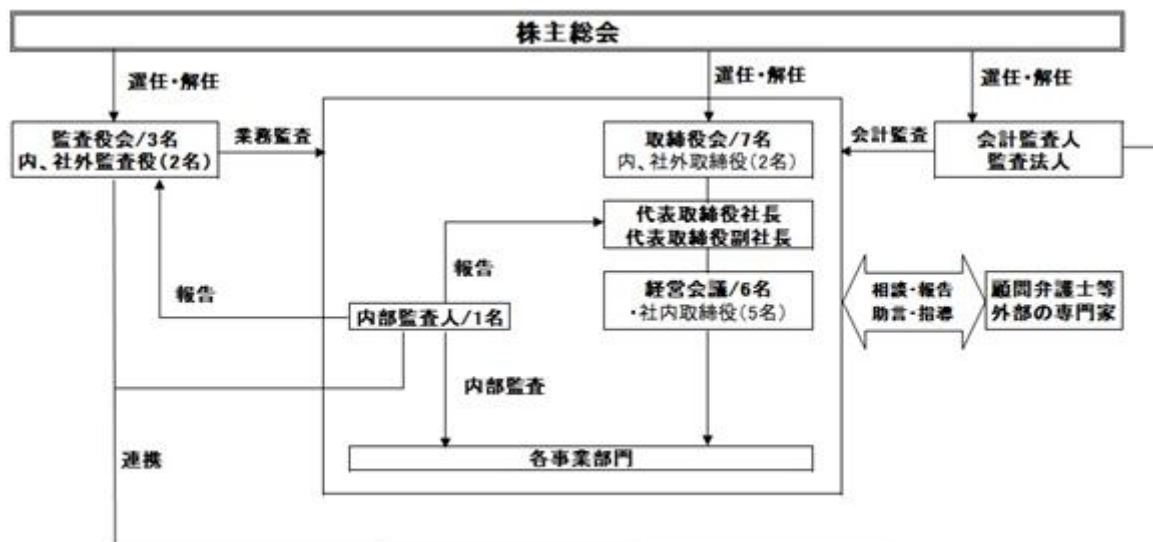 株主総会
選任・解任
選任・解任
選任・解任
監査役会/3名
内、社外監査役(2名)
業務監査
取締役会/7名
内、社外取締役(2名)
会計監査
会計監査人
監査法人
代表取締役社長
代表取締役副社長
報告
報告
経営会議/6名
・社内取締役(5名)
相談・報告
助言・指導
顧問弁護士等
外部の専門家
内部監査人/1名
内部監査
連携
各事業部門